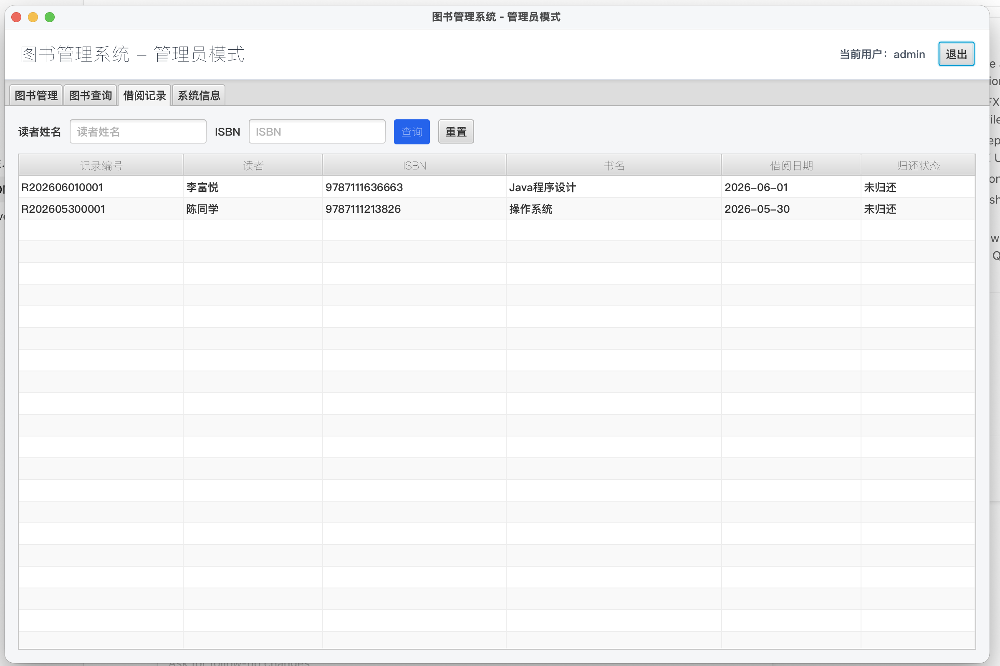 图书管理系统 - 管理员模式
图书管理系统 - 管理员模式
当前用户： admin 退出
图书管理 图书查询 借阅记录 系统信息
读者姓名 读者姓名 ISBN ISBN 查询 重置
记录编号 读者 ISBN 书名 借阅日期 归还状态
R202606010001 李富悦 9787111636663 Java程序设计 2026-06-01 未归还
R202605300001 陈同学 9787111213826 操作系统 2026-05-30 未归还
Ask for follow-up changes